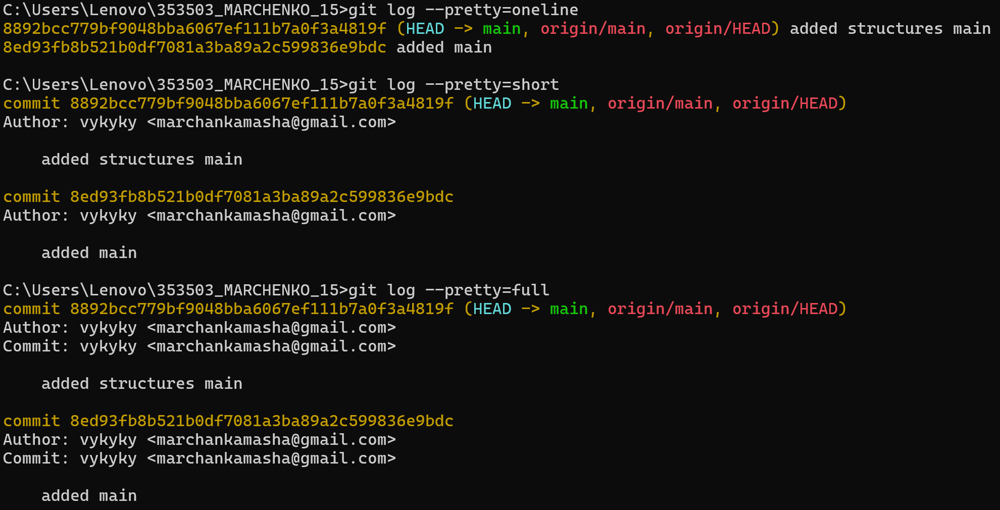 C:\Users\Lenovo\353503_MARCHENKO_15>git log --pretty=oneline
8892bcc779bf9048bba6067ef111b7a0f3a4819f (HEAD -> main, origin/main, origin/HEAD) added structures main
8ed93fb8b521b0df7081a3ba89a2c599836e9bdc added main
C:\Users\Lenovo\353503_MARCHENKO_15>git log --pretty=short
commit 8892bcc779bf9048bba6067ef111b7a0f3a4819f (HEAD -> main, origin/main, origin/HEAD)
Author: vykyky <marchankamasha@gmail.com>
added structures main
commit 8ed93fb8b521b0df7081a3ba89a2c599836e9bdc
Author: vykyky <marchankamasha@gmail.com>
added main
C:\Users\Lenovo\353503_MARCHENKO_15>git log --pretty=full
commit 8892bcc779bf9048bba6067ef111b7a0f3a4819f (HEAD -> main, origin/main, origin/HEAD)
Author: vykyky <marchankamasha@gmail.com>
Commit: vykyky <marchankamasha@gmail.com>
added structures main
commit 8ed93fb8b521b0df7081a3ba89a2c599836e9bdc
Author: vykyky <marchankamasha@gmail.com>
Commit: vykyky <marchankamasha@gmail.com>
added main